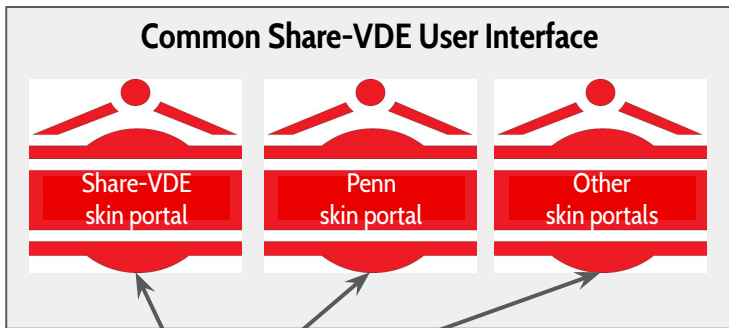 Common Share-VDE User Interface
Share-VDE
skin portal
Penn
skin portal
Other
skin portals